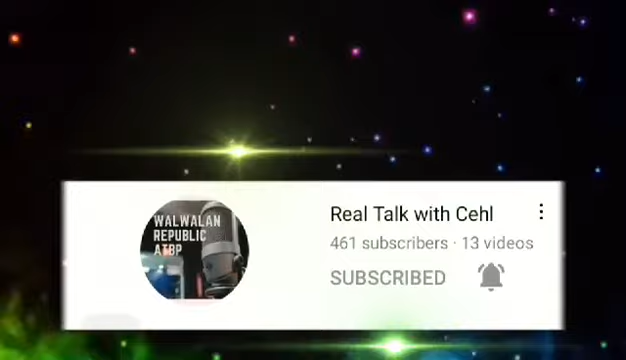 WALWALAN
REPUBLIC
ATBP
Real Talk with Cehl
461 subscribers · 13 videos
SUBSCRIBED